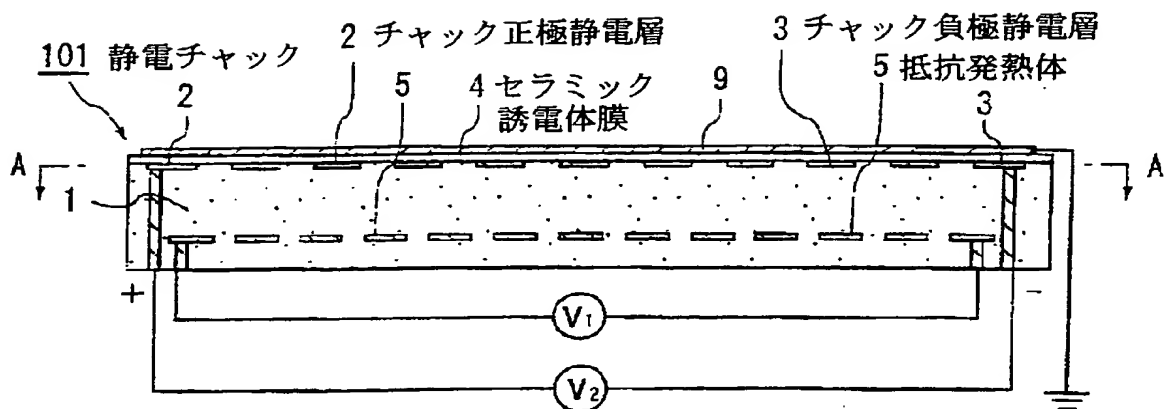 101 静電チャック
2 チャック正極静電層
3 チャック負極静電層
5 抵抗発熱体
2
5
4 セラミック
誘電体膜
9
3
A
A
1
+
-
V1
V2